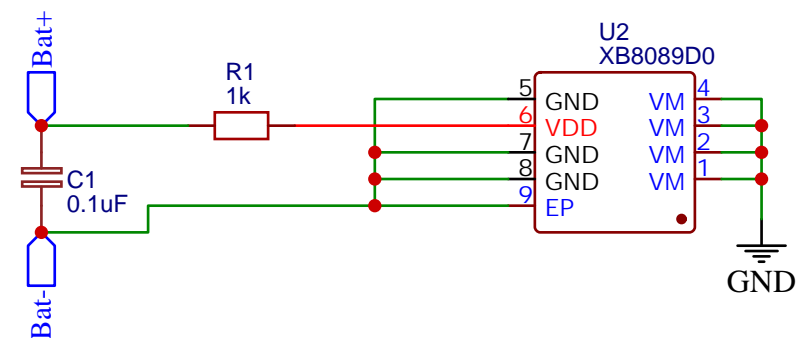 Bat+
R1
1k
C1
0.1uF
Bat-
U2
XB8089D0
5
GND
6
VDD
7
GND
8
GND
9
EP
4
VM
3
VM
2
VM
1
VM
GND